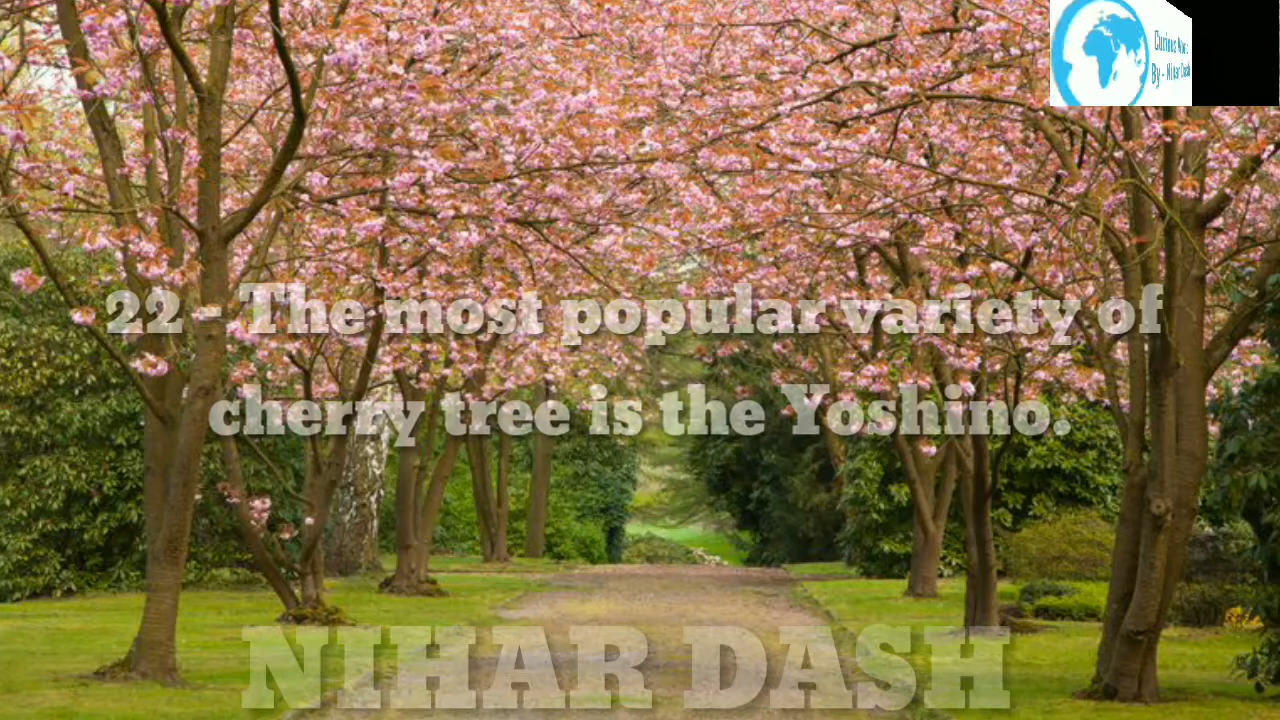 Curious Now :
By - Nihar Dash
22 - The most popular variety of
cherry tree is the Yoshino.
NIHAR DASH